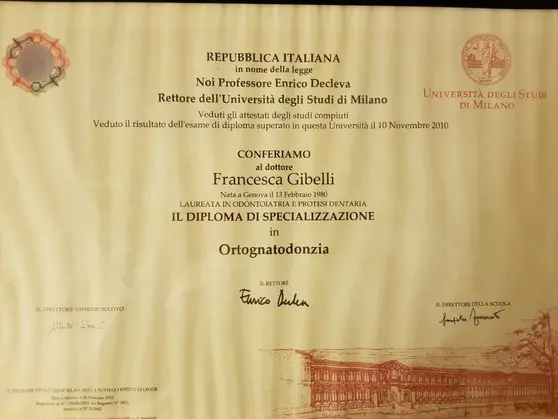 REPUBBLICA ITALIANA
in nome della legge
Noi Professore Enrico Decleva
Rettore dell'Università degli Studi di Milano
Veduti gli attestati degli studi compiuti
Veduto il risultato dell'esame di diploma superato in questa Università il 10 Novembre 2010
UNIVERSITÀ DEGLI STUDI
DI MILANO
CONFERIAMO
al dottore
Francesca Gibelli
Nata a Genova il 13 Febbraio 1980
LAUREATA IN ODONTOIATRIA E PROTESI DENTARIA
IL DIPLOMA DI SPECIALIZZAZIONE
in
Ortognatodonzia
IL RETTORE
Enrico Decleva
IL DIRETTORE AMMINISTRATIVO
IL DIRETTORE DELLA SCUOLA